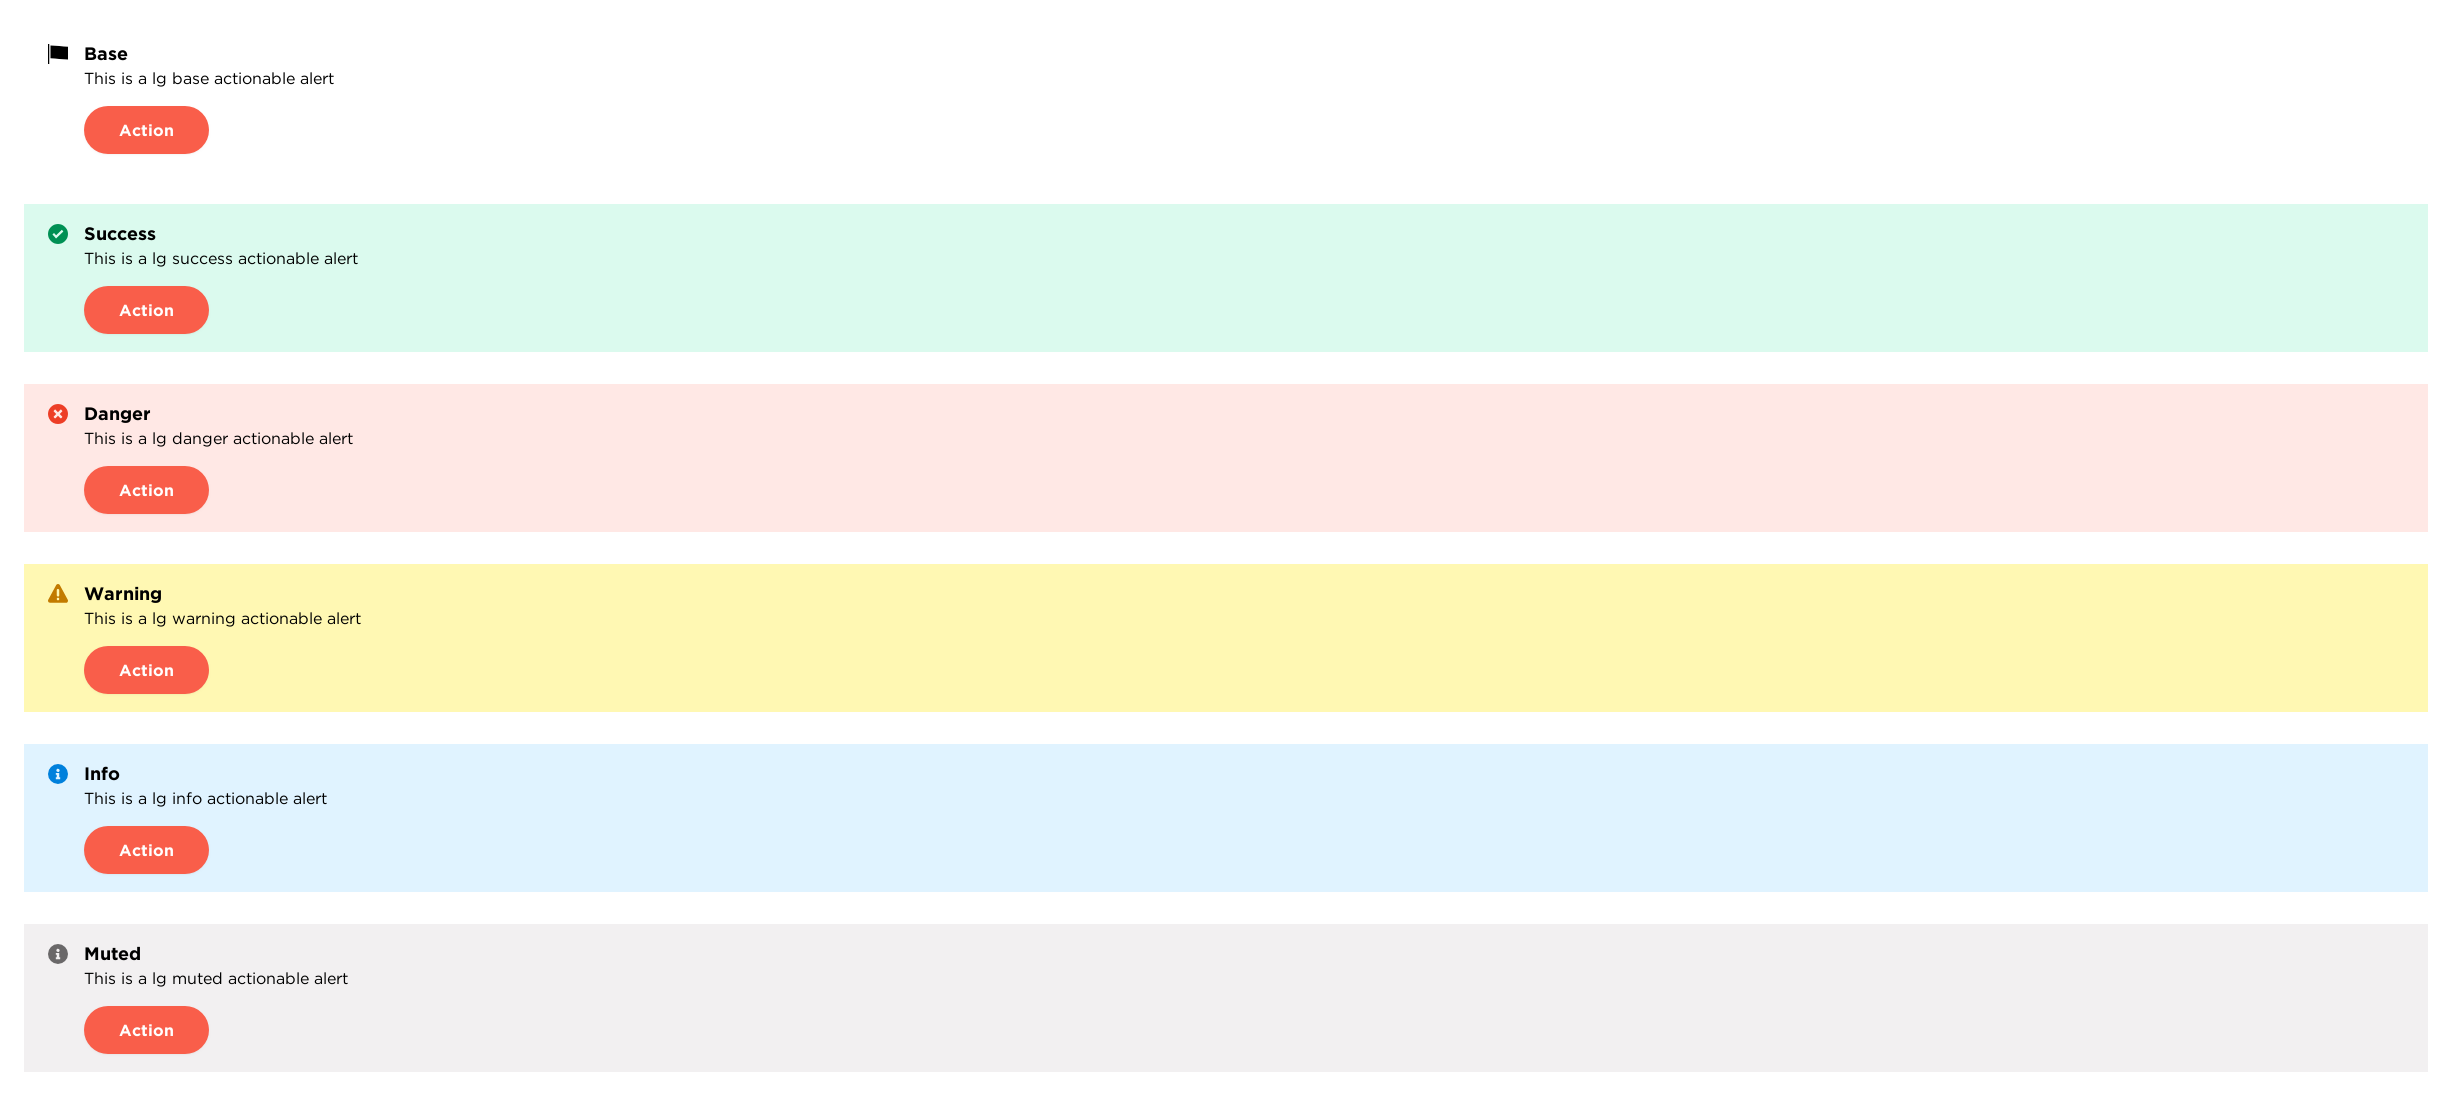 Base
This is a lg base actionable alert
Action
Success
This is a lg success actionable alert
Action
Danger
This is a lg danger actionable alert
Action
Warning
This is a lg warning actionable alert
Action
Info
This is a lg info actionable alert
Action
Muted
This is a lg muted actionable alert
Action